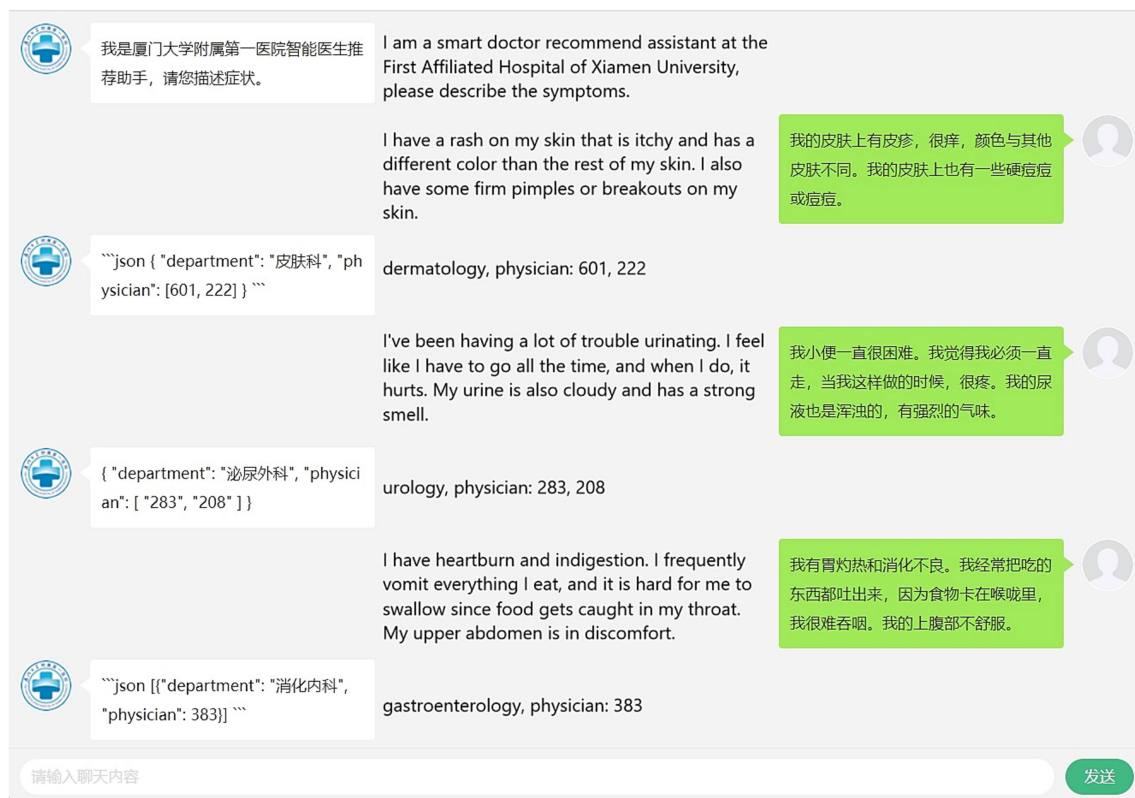 我是厦门大学附属第一医院智能医生推
荐助手，请您描述症状。
I am a smart doctor recommend assistant at the
First Affiliated Hospital of Xiamen University,
please describe the symptoms.
I have a rash on my skin that is itchy and has a
different color than the rest of my skin. I also
have some firm pimples or breakouts on my
skin.
我的皮肤上有皮疹，很痒，颜色与其他
皮肤不同。我的皮肤上也有一些硬痘痘
或痘痘。
```json { "department": "皮肤科", "ph
ysician": [601, 222] } ```
dermatology, physician: 601, 222
I've been having a lot of trouble urinating. I feel
like I have to go all the time, and when I do, it
hurts. My urine is also cloudy and has a strong
smell.
我小便一直很困难。我觉得我必须一直
走，当我这样做的时候，很疼。我的尿
液也是浑浊的，有强烈的气味。
{ "department": "泌尿外科", "physici
an": [ "283", "208" ] }
urology, physician: 283, 208
I have heartburn and indigestion. I frequently
vomit everything I eat, and it is hard for me to
swallow since food gets caught in my throat.
My upper abdomen is in discomfort.
我有胃灼热和消化不良。我经常把吃的
东西都吐出来，因为食物卡在喉咙里，
我很难吞咽。我的上腹部不舒服。
```json [{"department": "消化内科",
"physician": 383}] ```
gastroenterology, physician: 383
请输入聊天内容
发送